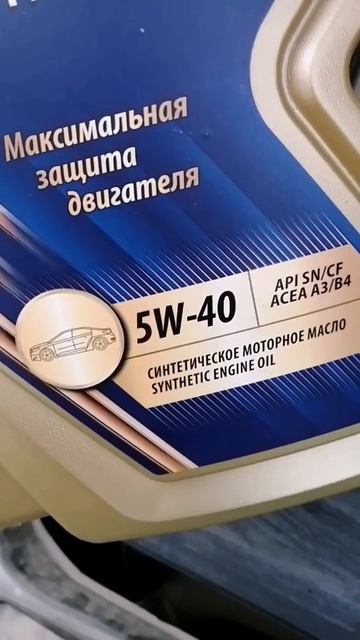 Максимальная
защита
двигателя
5W-40
API SN/CF
ACEA A3/B4
СИНТЕТИЧЕСКОЕ МОТОРНОЕ МАСЛО
SYNTHETIC ENGINE OIL